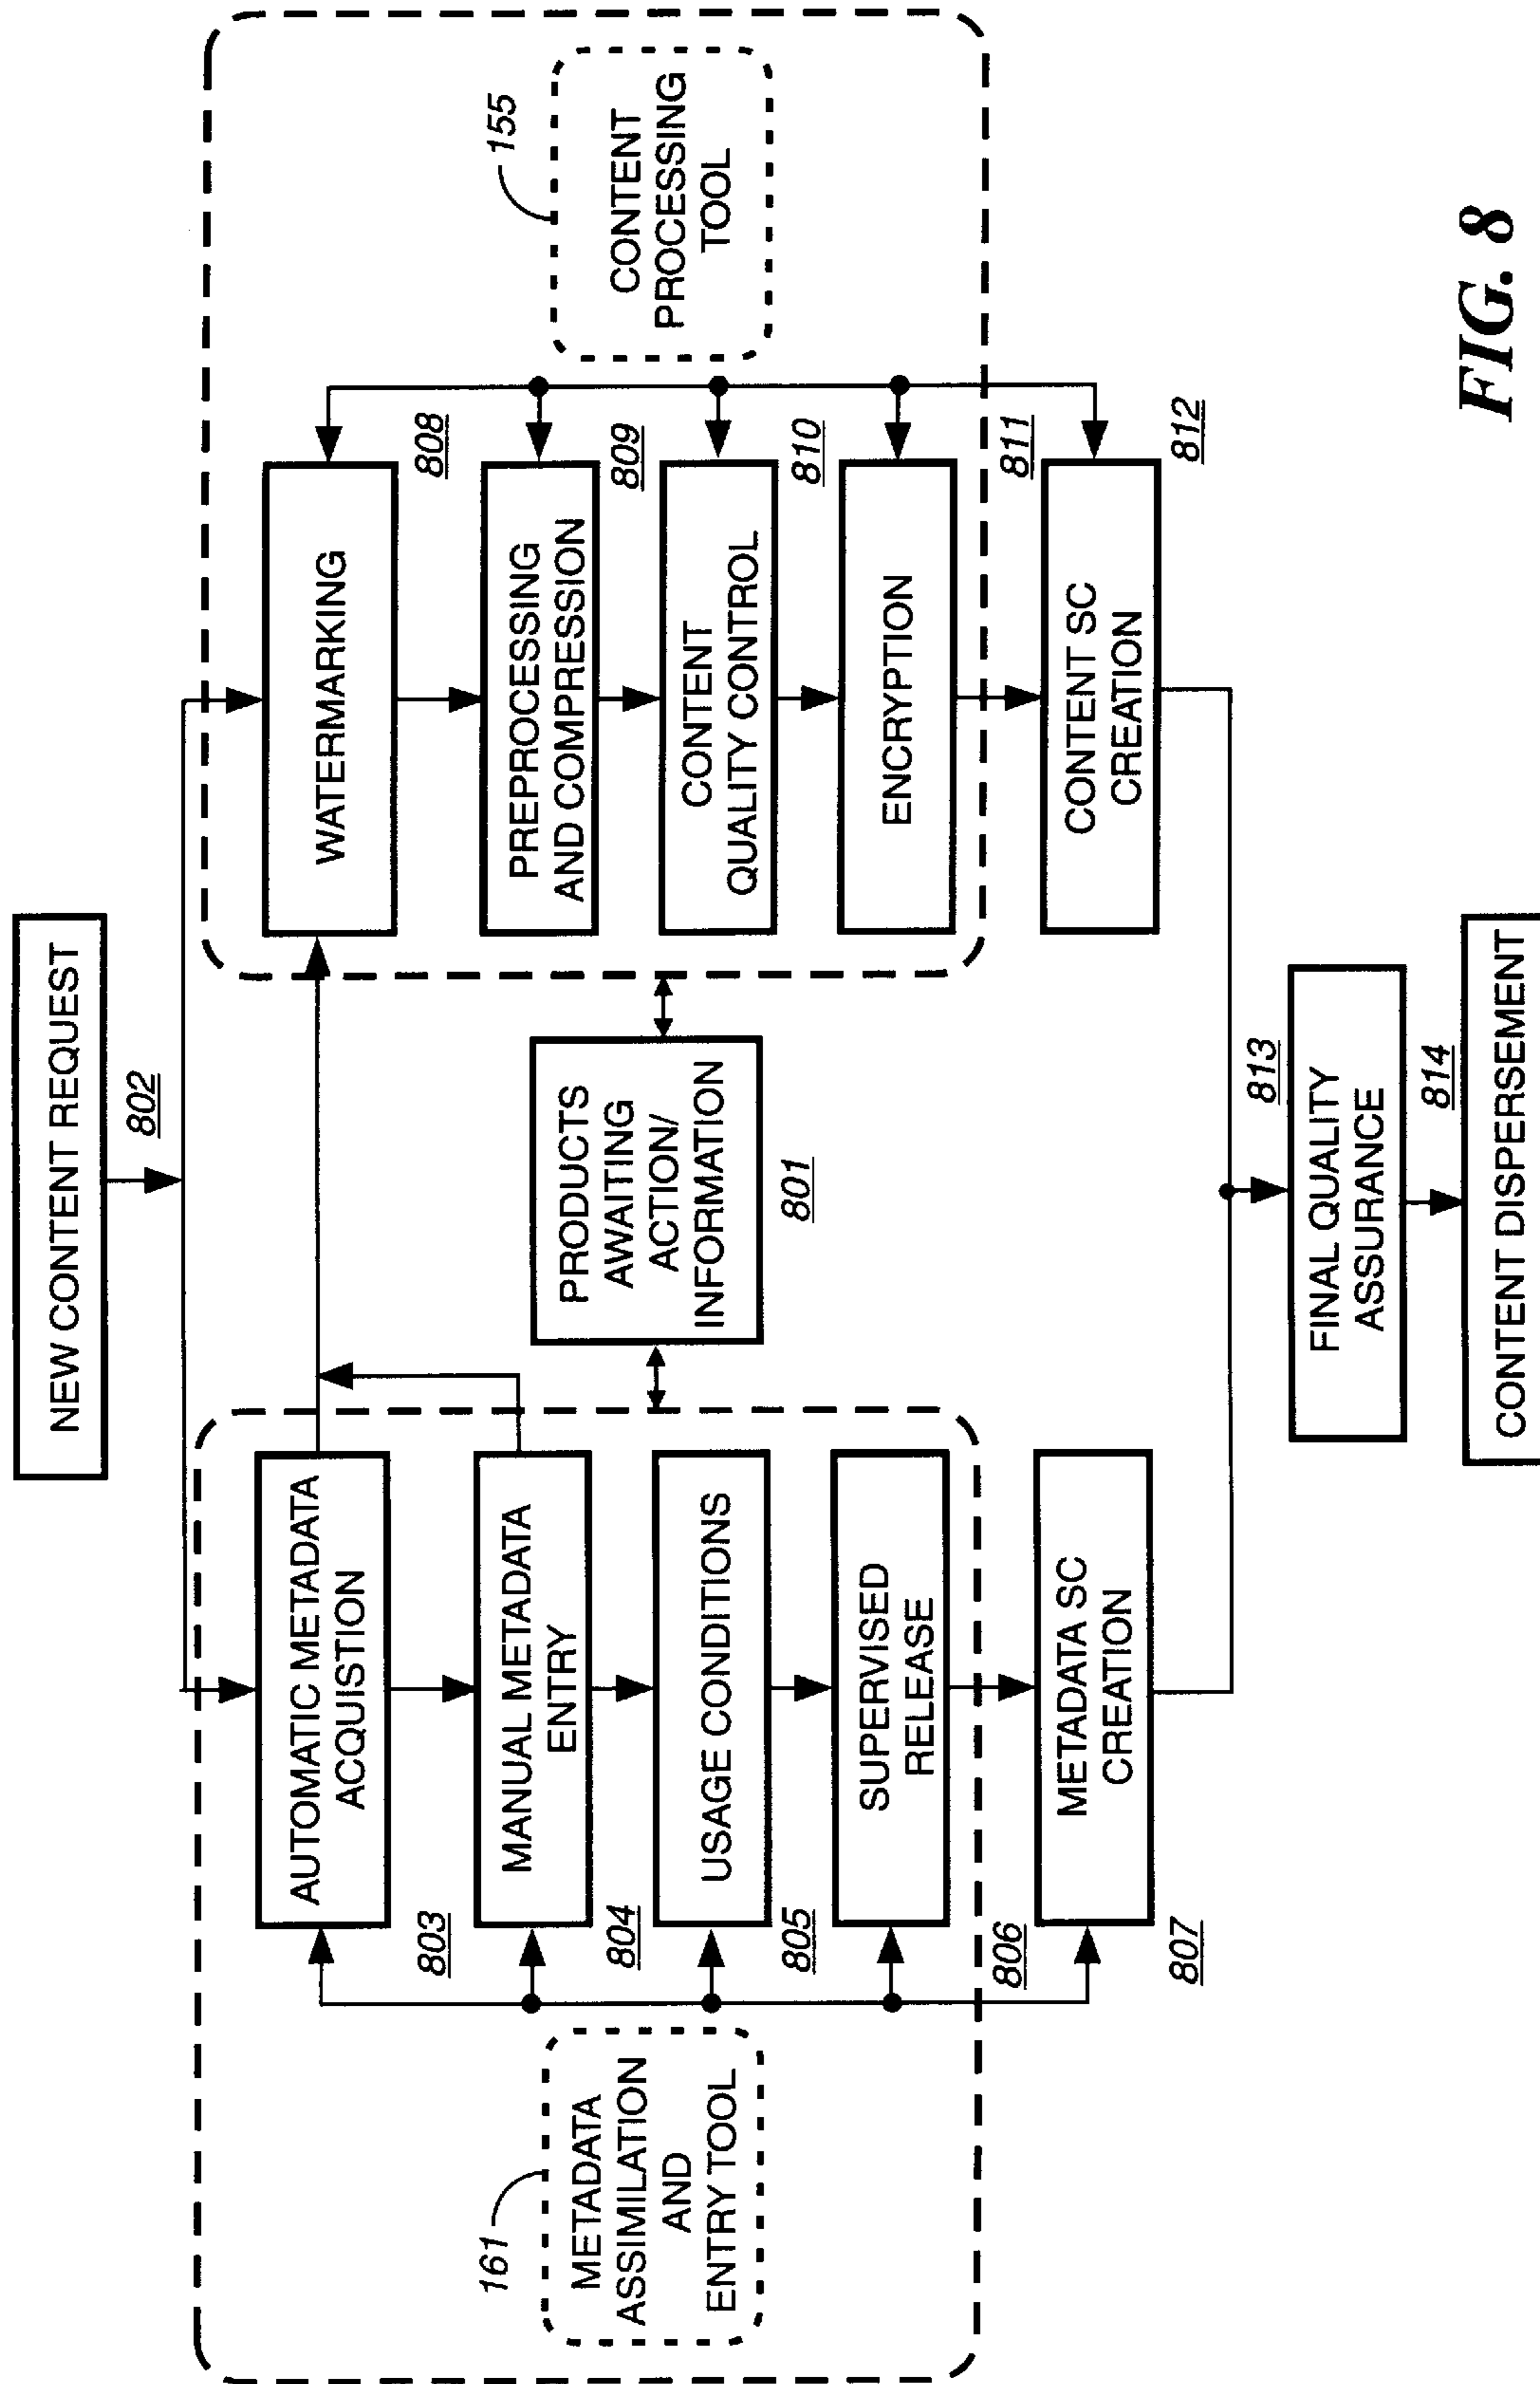 NEW CONTENT REQUEST
802
AUTOMATIC METADATA
ACQUISTION
803
MANUAL METADATA
ENTRY
804
USAGE CONDITIONS
805
SUPERVISED
RELEASE
806
METADATA SC
CREATION
807
161
METADATA
ASSIMILATION
AND
ENTRY TOOL
PRODUCTS
AWAITING
ACTION/
INFORMATION
801
WATERMARKING
808
PREPROCESSING
AND COMPRESSION
809
CONTENT
QUALITY CONTROL
810
ENCRYPTION
811
CONTENT SC
CREATION
812
155
CONTENT
PROCESSING
TOOL
813
FINAL QUALITY
ASSURANCE
814
CONTENT DISPERSEMENT
FIG. 8